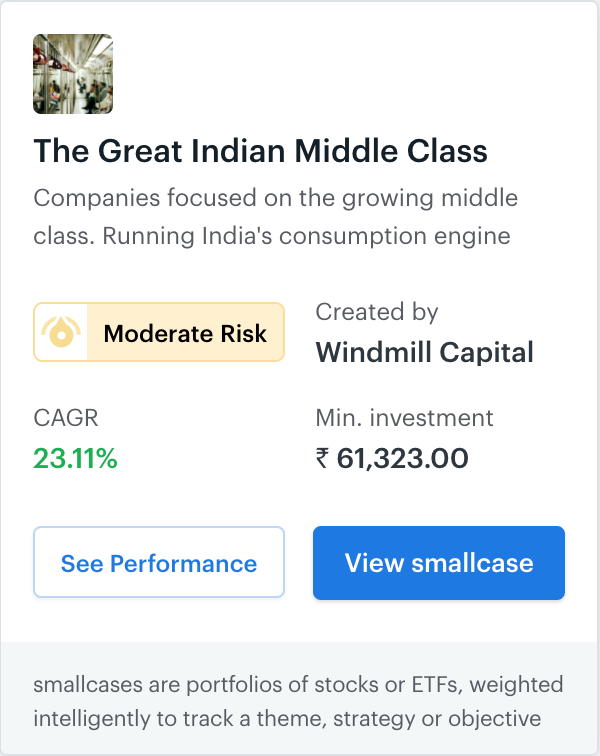 The Great Indian Middle Class
Companies focused on the growing middle
class. Running India's consumption engine
Moderate Risk
Created by
Windmill Capital
CAGR
23.11%
Min. investment
₹ 61,323.00
See Performance
View smallcase
smallcases are portfolios of stocks or ETFs, weighted
intelligently to track a theme, strategy or objective